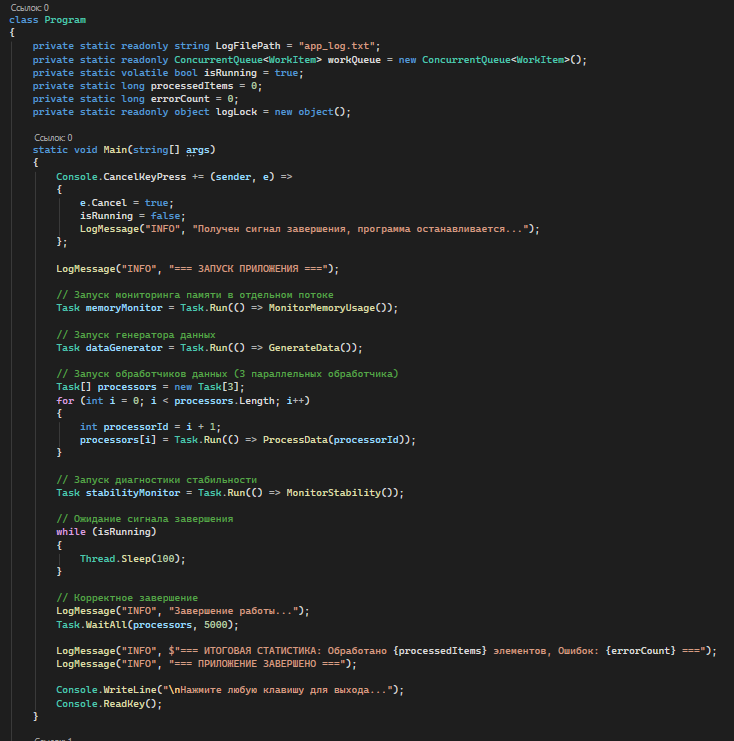 Ссылок: 0
class Program
{
private static readonly string LogFilePath = "app_log.txt";
private static readonly ConcurrentQueue<WorkItem> workQueue = new ConcurrentQueue<WorkItem>();
private static volatile bool isRunning = true;
private static long processedItems = 0;
private static long errorCount = 0;
private static readonly object logLock = new object();
Ссылок: 0
static void Main(string[] args)
{
Console.CancelKeyPress += (sender, e) =>
{
e.Cancel = true;
isRunning = false;
LogMessage("INFO", "Получен сигнал завершения, программа останавливается...");
};
LogMessage("INFO", "=== ЗАПУСК ПРИЛОЖЕНИЯ ===");
// Запуск мониторинга памяти в отдельном потоке
Task memoryMonitor = Task.Run(() => MonitorMemoryUsage());
// Запуск генератора данных
Task dataGenerator = Task.Run(() => GenerateData());
// Запуск обработчиков данных (3 параллельных обработчика)
Task[] processors = new Task[3];
for (int i = 0; i < processors.Length; i++)
{
int processorId = i + 1;
processors[i] = Task.Run(() => ProcessData(processorId));
}
// Запуск диагностики стабильности
Task stabilityMonitor = Task.Run(() => MonitorStability());
// Ожидание сигнала завершения
while (isRunning)
{
Thread.Sleep(100);
}
// Корректное завершение
LogMessage("INFO", "Завершение работы...");
Task.WaitAll(processors, 5000);
LogMessage("INFO", $"=== ИТОГОВАЯ СТАТИСТИКА: Обработано {processedItems} элементов, Ошибок: {errorCount} ===");
LogMessage("INFO", "=== ПРИЛОЖЕНИЕ ЗАВЕРШЕНО ===");
Console.WriteLine("\nНажмите любую клавишу для выхода...");
Console.ReadKey();
}
Ссылок: 1